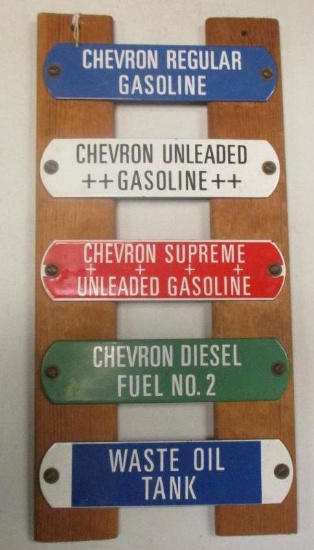 CHEVRON REGULAR
GASOLINE
CHEVRON UNLEADED
++GASOLINE++
CHEVRON SUPREME
+ + + +
UNLEADED GASOLINE
CHEVRON DIESEL
FUEL NO. 2
WASTE OIL
TANK